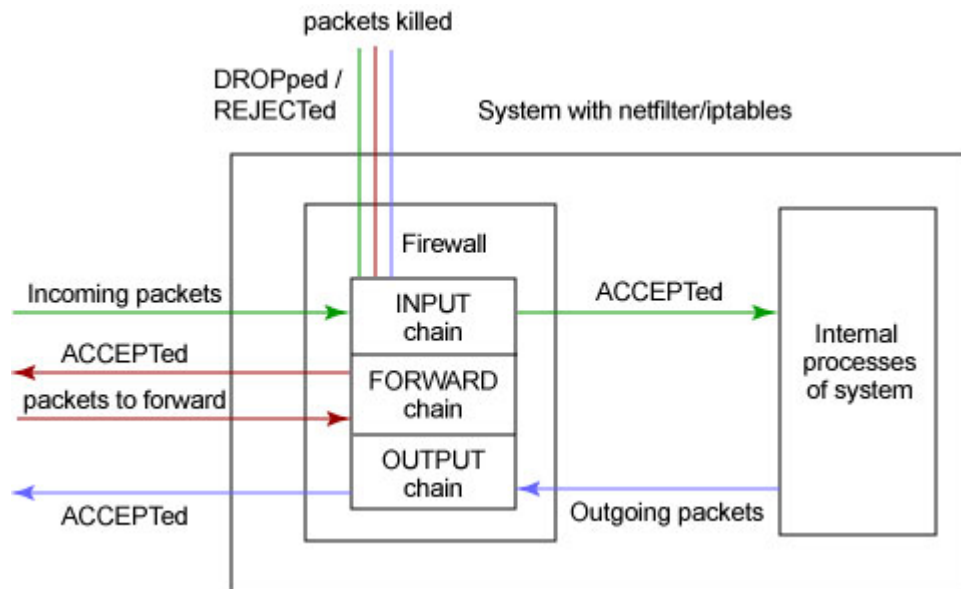 packets killed
DROPped /
REJECTed
System with netfilter/iptables
Firewall
Incoming packets
INPUT
chain
ACCEPTed
Internal
processes
of system
ACCEPTed
FORWARD
chain
packets to forward
OUTPUT
chain
ACCEPTed
Outgoing packets